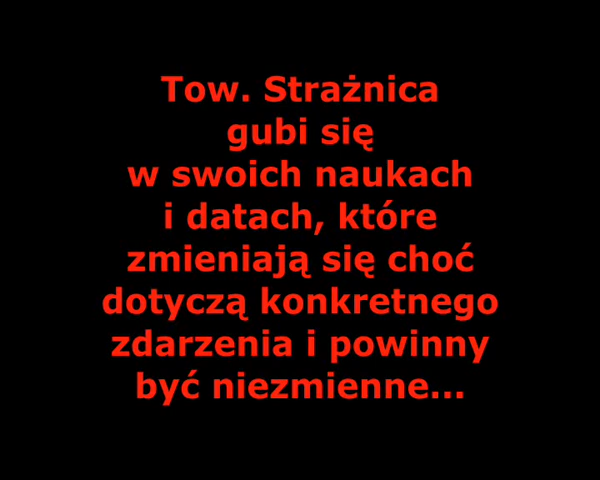 Tow. Strażnica
gubi się
w swoich naukach
i datach, które
zmieniają się choć
dotyczą konkretnego
zdarzenia i powinny
być niezmienne...